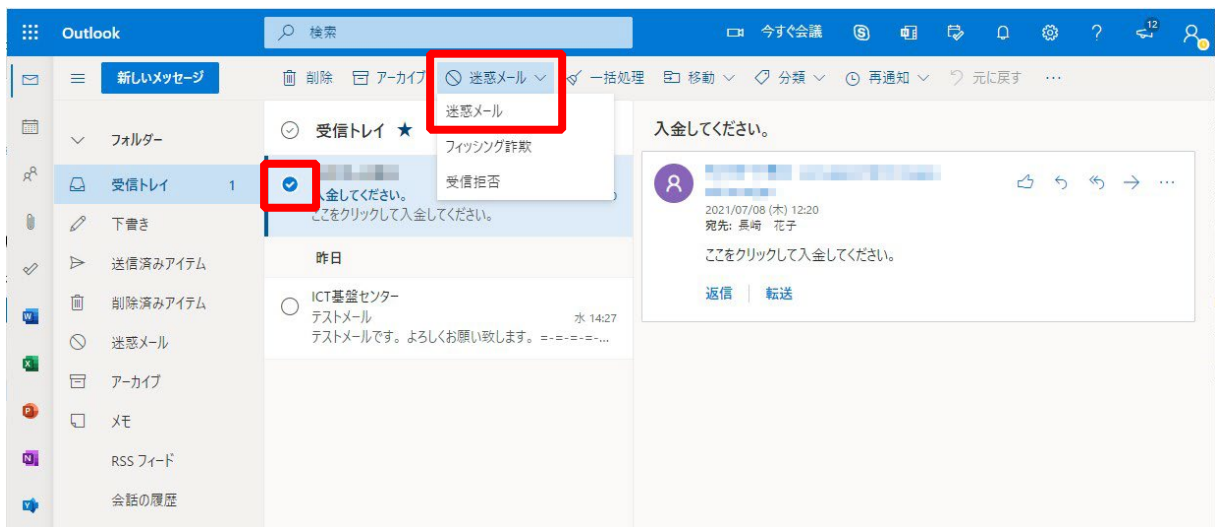 Outlook
検索
今すぐ会議
12
新しいメッセージ
削除
アーカイブ
迷惑メール
一括処理
移動
分類
再通知
元に戻す
…
迷惑メール
フィッシング詐欺
受信拒否
フォルダー
受信トレイ 1
下書き
送信済みアイテム
削除済みアイテム
迷惑メール
アーカイブ
メモ
RSS フィード
会話の履歴
受信トレイ ★
入金してください。
ここをクリックして入金してください。
昨日
ICT基盤センター
テストメール 水 14:27
テストメールです。よろしくお願い致します。=-=-=-=-...
入金してください。
2021/07/08 (木) 12:20
宛先: 長崎 花子
ここをクリックして入金してください。
返信 | 転送